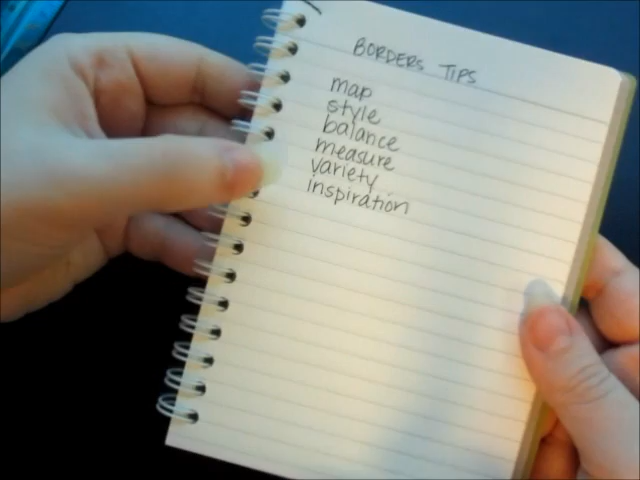 BORDERS TIPS
map
style
balance
measure
variety
inspiration